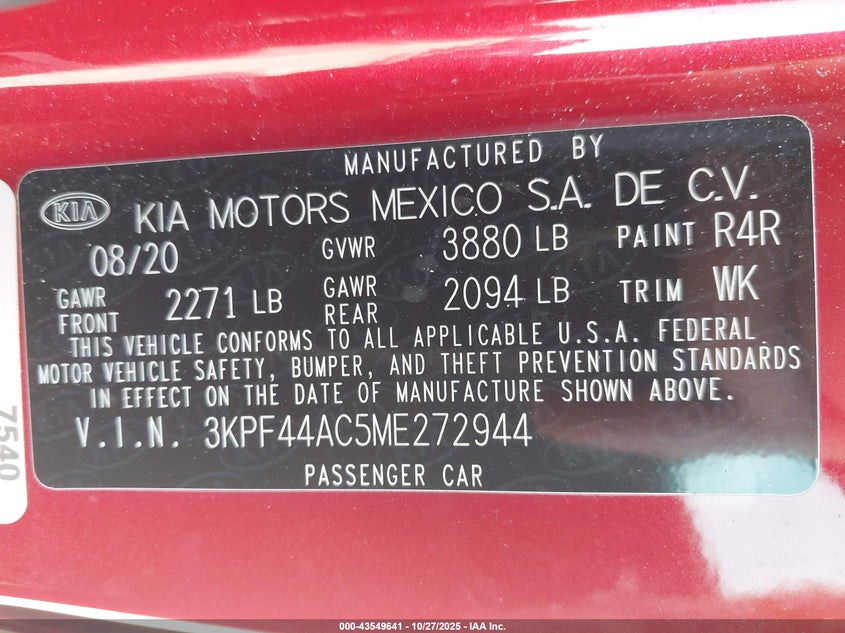 MANUFACTURED BY
KIA KIA MOTORS MEXICO S.A. DE C.V.
08/20 GVWR 3880 LB PAINT R4R
GAWR FRONT 2271 LB GAWR REAR 2094 LB TRIM WK
THIS VEHICLE CONFORMS TO ALL APPLICABLE U.S.A. FEDERAL
MOTOR VEHICLE SAFETY, BUMPER, AND THEFT PREVENTION STANDARDS
IN EFFECT ON THE DATE OF MANUFACTURE SHOWN ABOVE.
V.I.N. 3KPF44AC5ME272944
PASSENGER CAR
7540
000-43549641 | 10/27/2025 - IAA Inc.